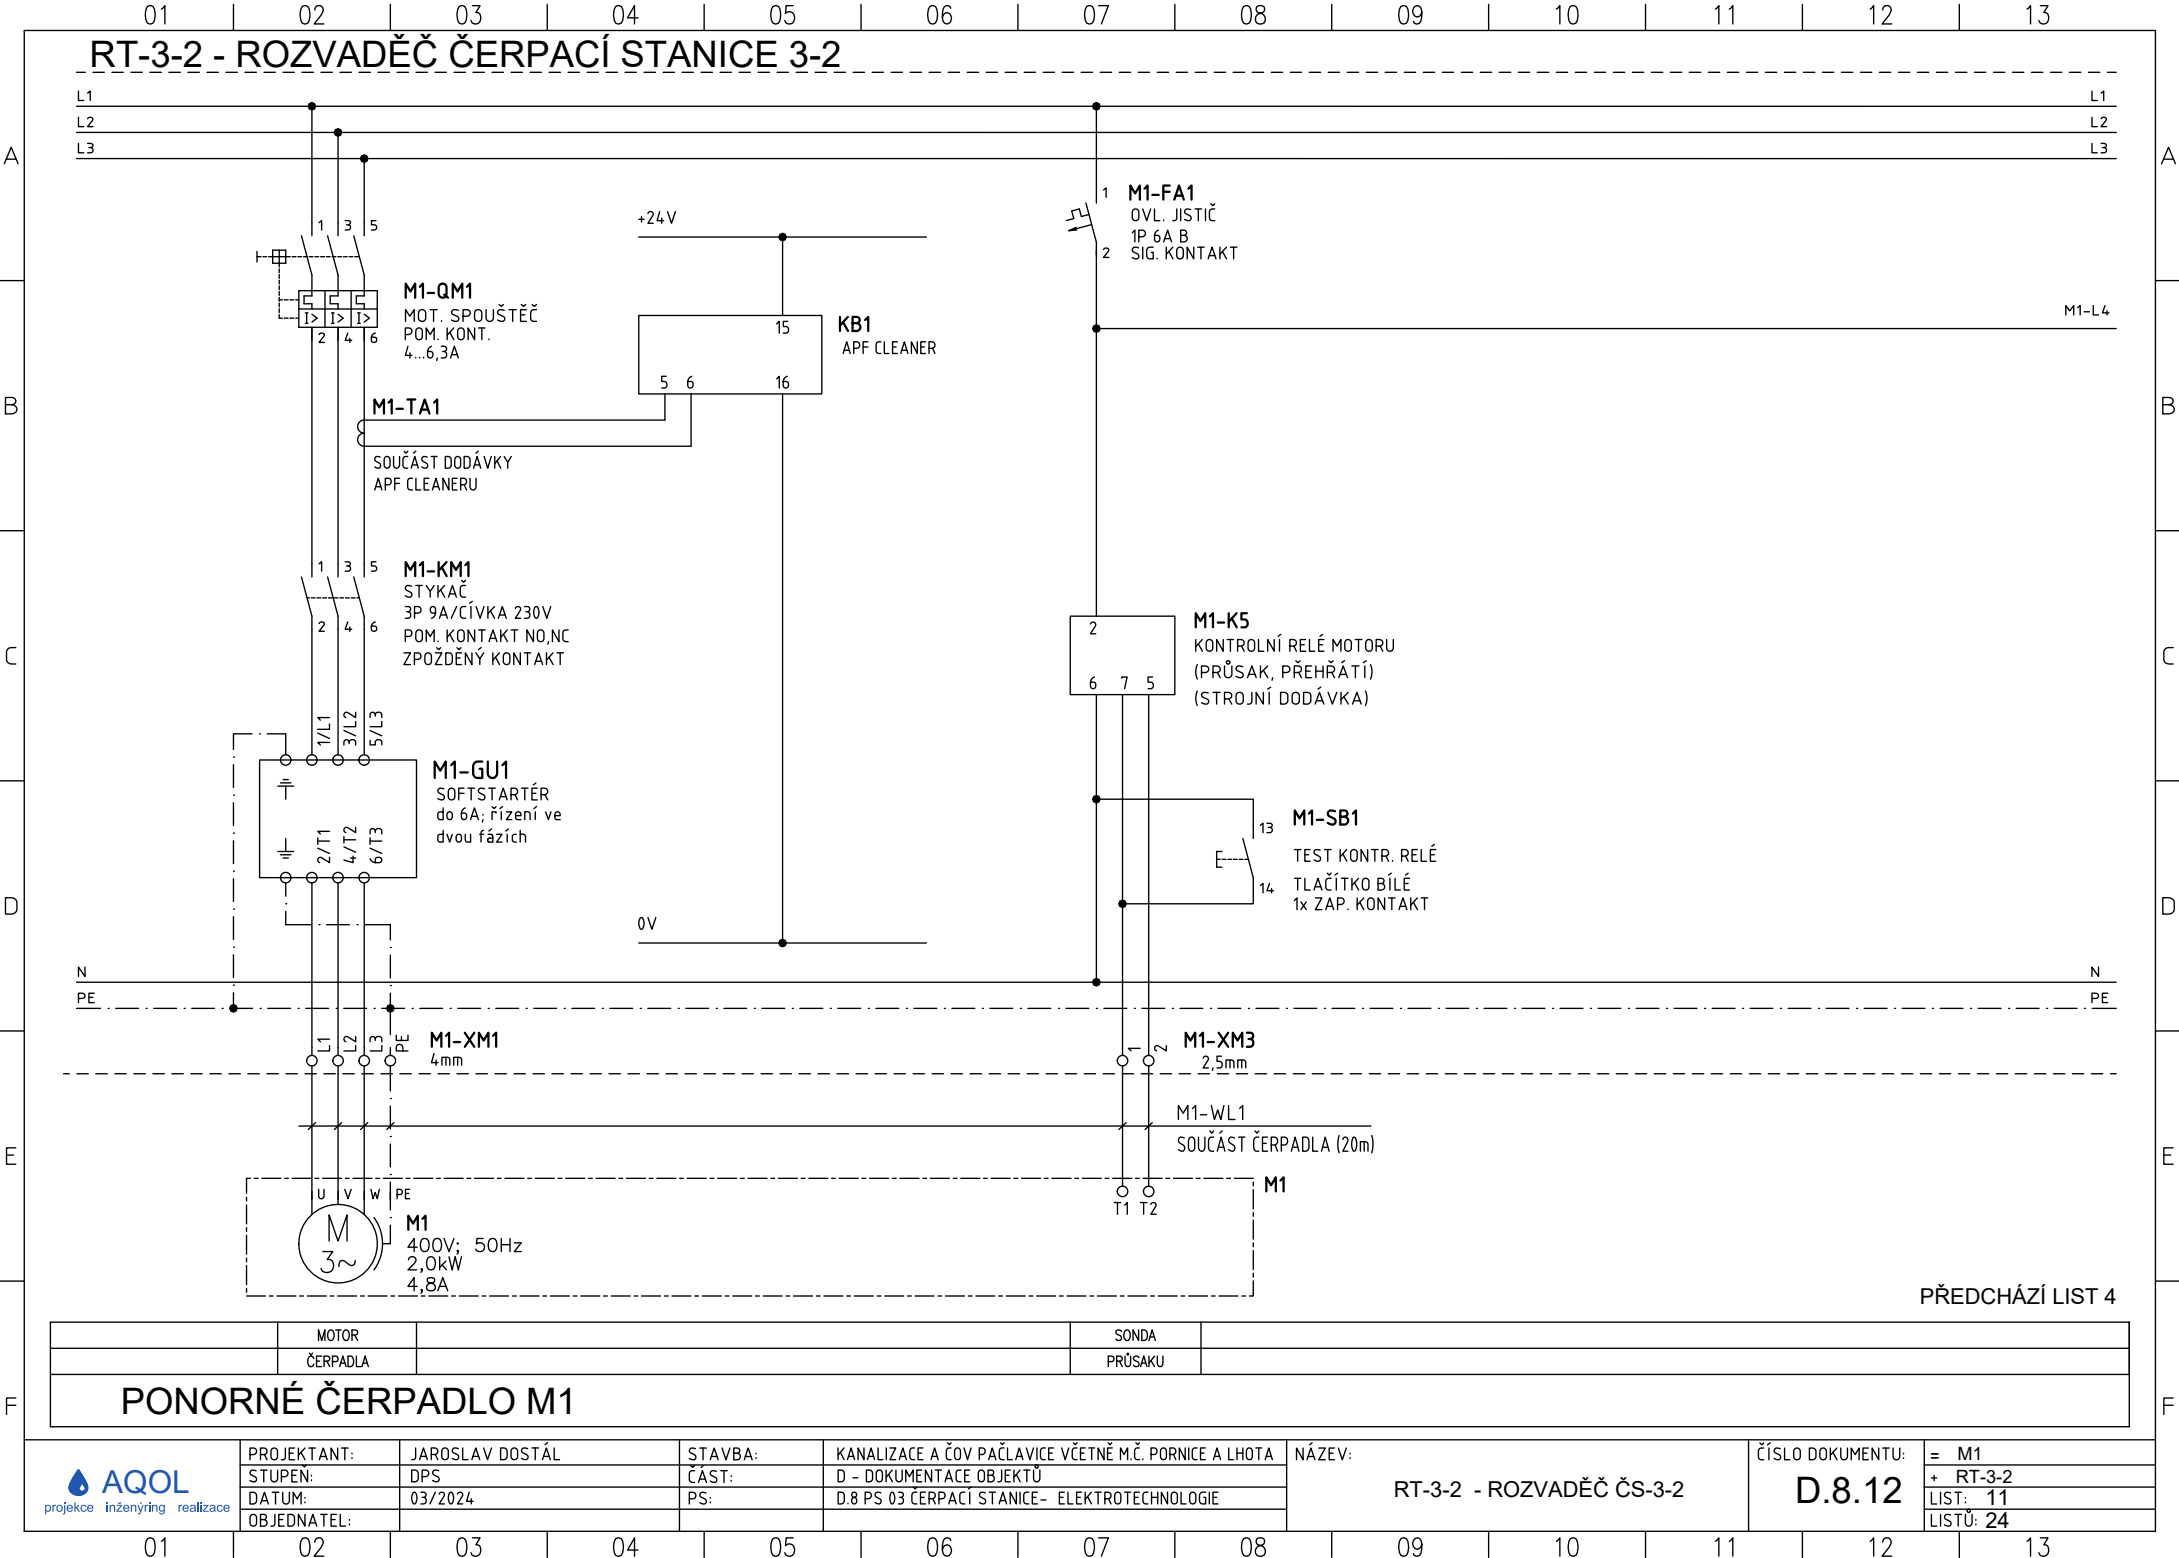 01 02 03 04 05 06 07 08 09 10 11 12 13
RT-3-2 - ROZVADĚČ ČERPACÍ STANICE 3-2
L1 L1
L2 L2
L3 L3
A A
1 3 5
M1-QM1
MOT. SPOUŠTĚČ
POM. KONT.
4...6,3A
I> I> I>
2 4 6
+24V
15
KB1
APF CLEANER
5 6 16
1
M1-FA1
OVL. JISTIČ
1P 6A B
SIG. KONTAKT
2
M1-L4
B B
M1-TA1
SOUČÁST DODÁVKY
APF CLEANERU
1 3 5
M1-KM1
STYKAČ
3P 9A/CÍVKA 230V
POM. KONTAKT NO,NC
ZPOŽDĚNÝ KONTAKT
2 4 6
2
M1-K5
KONTROLNÍ RELÉ MOTORU
(PRŮSAK, PŘEHŘÁTÍ)
(STROJNÍ DODÁVKA)
6 7 5
C C
1/L1 3/L2 5/L3
M1-GU1
SOFTSTARTÉR
do 6A; řízení ve
dvou fázích
2/T1 4/T2 6/T3
13
M1-SB1
TEST KONTR. RELÉ
TLAČÍTKO BÍLÉ
1x ZAP. KONTAKT
14
D D
0V
N N
PE PE
L1 L2 L3 PE
M1-XM1
4mm
1 2
M1-XM3
2,5mm
M1-WL1
SOUČÁST ČERPADLA (20m)
E E
U V W PE
M
3~
M1
400V; 50Hz
2,0kW
4,8A
T1 T2
M1
PŘEDCHÁZÍ LIST 4
MOTOR SONDA
ČERPADLA PRŮSAKU
PONORNÉ ČERPADLO M1
F F
AQOL
projekce inženýring realizace
PROJEKTANT: JAROSLAV DOSTÁL
STUPEŇ: DPS
DATUM: 03/2024
OBJEDNATEL:
STAVBA: KANALIZACE A ČOV PAČLAVICE VČETNĚ M.Č. PORNICE A LHOTA
ČÁST: D - DOKUMENTACE OBJEKTŮ
PS: D.8 PS 03 ČERPACÍ STANICE- ELEKTROTECHNOLOGIE
NÁZEV:
RT-3-2 - ROZVADĚČ ČS-3-2
ČÍSLO DOKUMENTU:
D.8.12
= M1
+ RT-3-2
LIST: 11
LISTŮ: 24
01 02 03 04 05 06 07 08 09 10 11 12 13